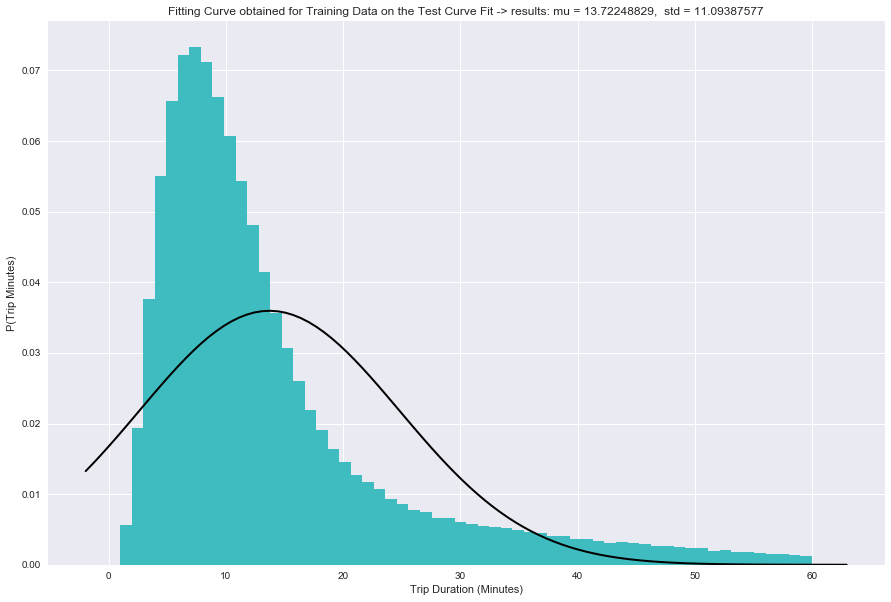 Fitting Curve obtained for Training Data on the Test Curve Fit -> results: mu = 13.72248829,  std = 11.09387577
0.07
0.06
0.05
0.04
0.03
0.02
0.01
0.00
P(Trip Minutes)
0 10 20 30 40 50 60
Trip Duration (Minutes)